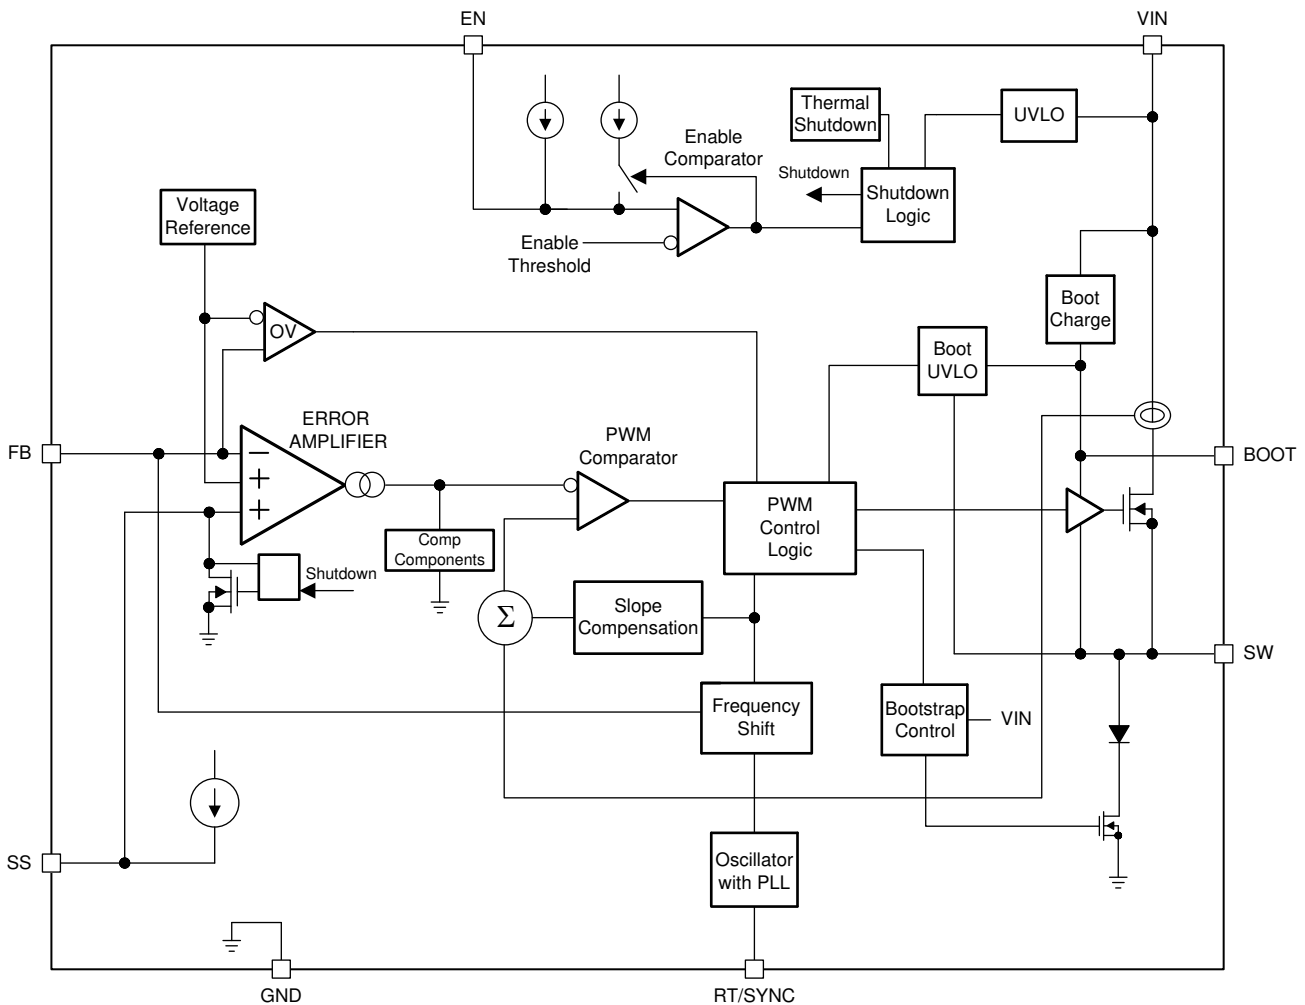 EN
VIN
Thermal
Shutdown
UVLO
Enable
Comparator
Shutdown
Shutdown
Logic
Voltage
Reference
Enable
Threshold
Boot
Charge
OV
Boot
UVLO
ERROR
AMPLIFIER
PWM
Comparator
FB
BOOT
PWM
Control
Logic
Comp
Components
Shutdown
Σ
Slope
Compensation
SW
Frequency
Shift
Bootstrap
Control
VIN
SS
Oscillator
with PLL
GND
RT/SYNC